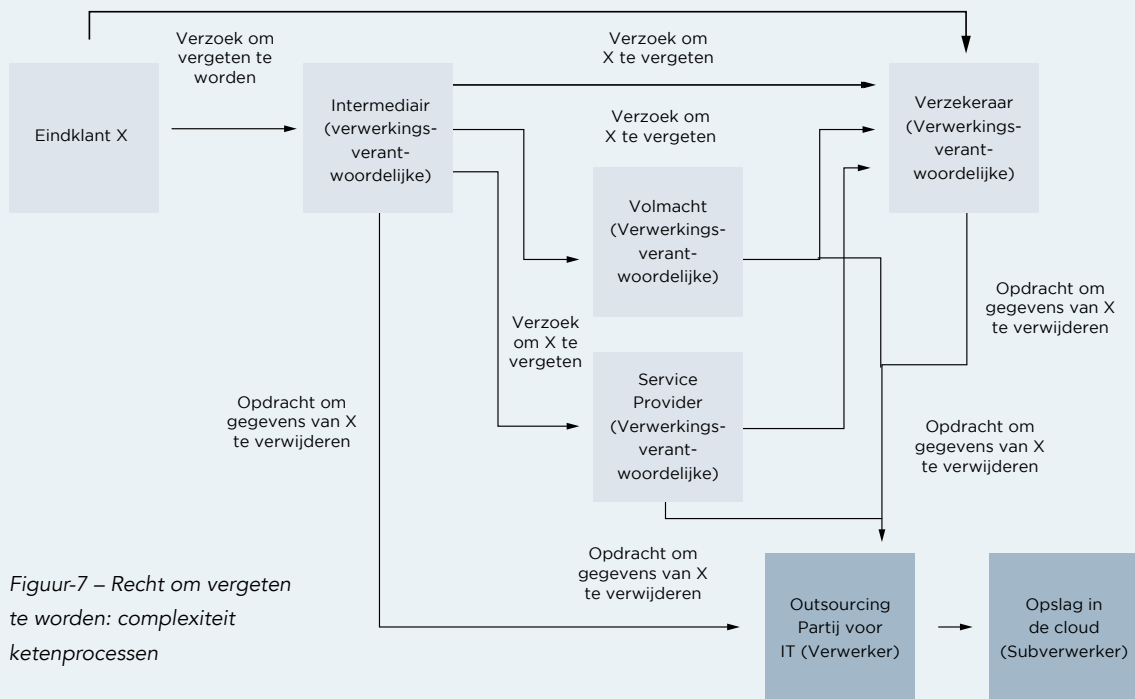 Verzoek om
vergeten te
worden
Verzoek om
X te vergeten
Eindklant X
Intermediair
(verwerkings-
verant-
woordelijke)
Verzoek om
X te vergeten
Verzekeraar
(Verwerkings-
verant-
woordelijke)
Volmacht
(Verwerkings-
verant-
woordelijke)
Opdracht om
gegevens van X
te verwijderen
Verzoek
om X te
vergeten
Service
Provider
(Verwerkings-
verant-
woordelijke)
Opdracht om
gegevens van X
te verwijderen
Opdracht om
gegevens van X
te verwijderen
Opdracht om
gegevens van X
te verwijderen
Figuur-7 – Recht om vergeten
te worden: complexiteit
ketenprocessen
Outsourcing
Partij voor
IT (Verwerker)
Opslag in
de cloud
(Subverwerker)